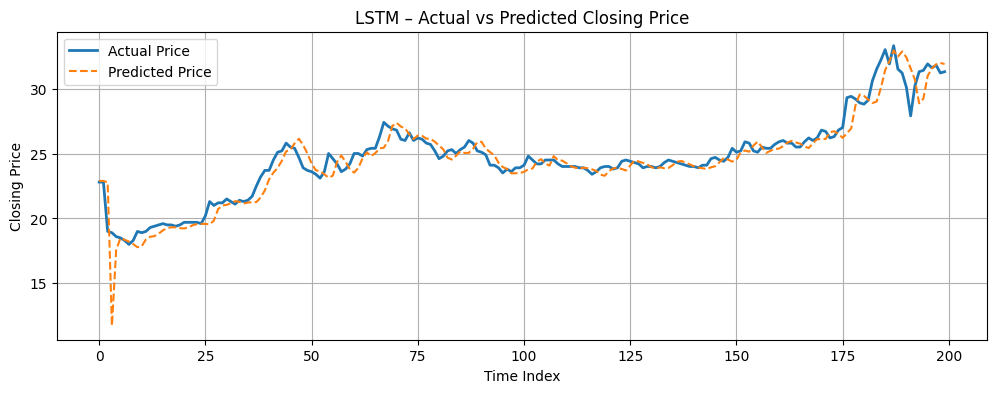 LSTM – Actual vs Predicted Closing Price
Actual Price
Predicted Price
Closing Price
30
25
20
15
0 25 50 75 100 125 150 175 200
Time Index